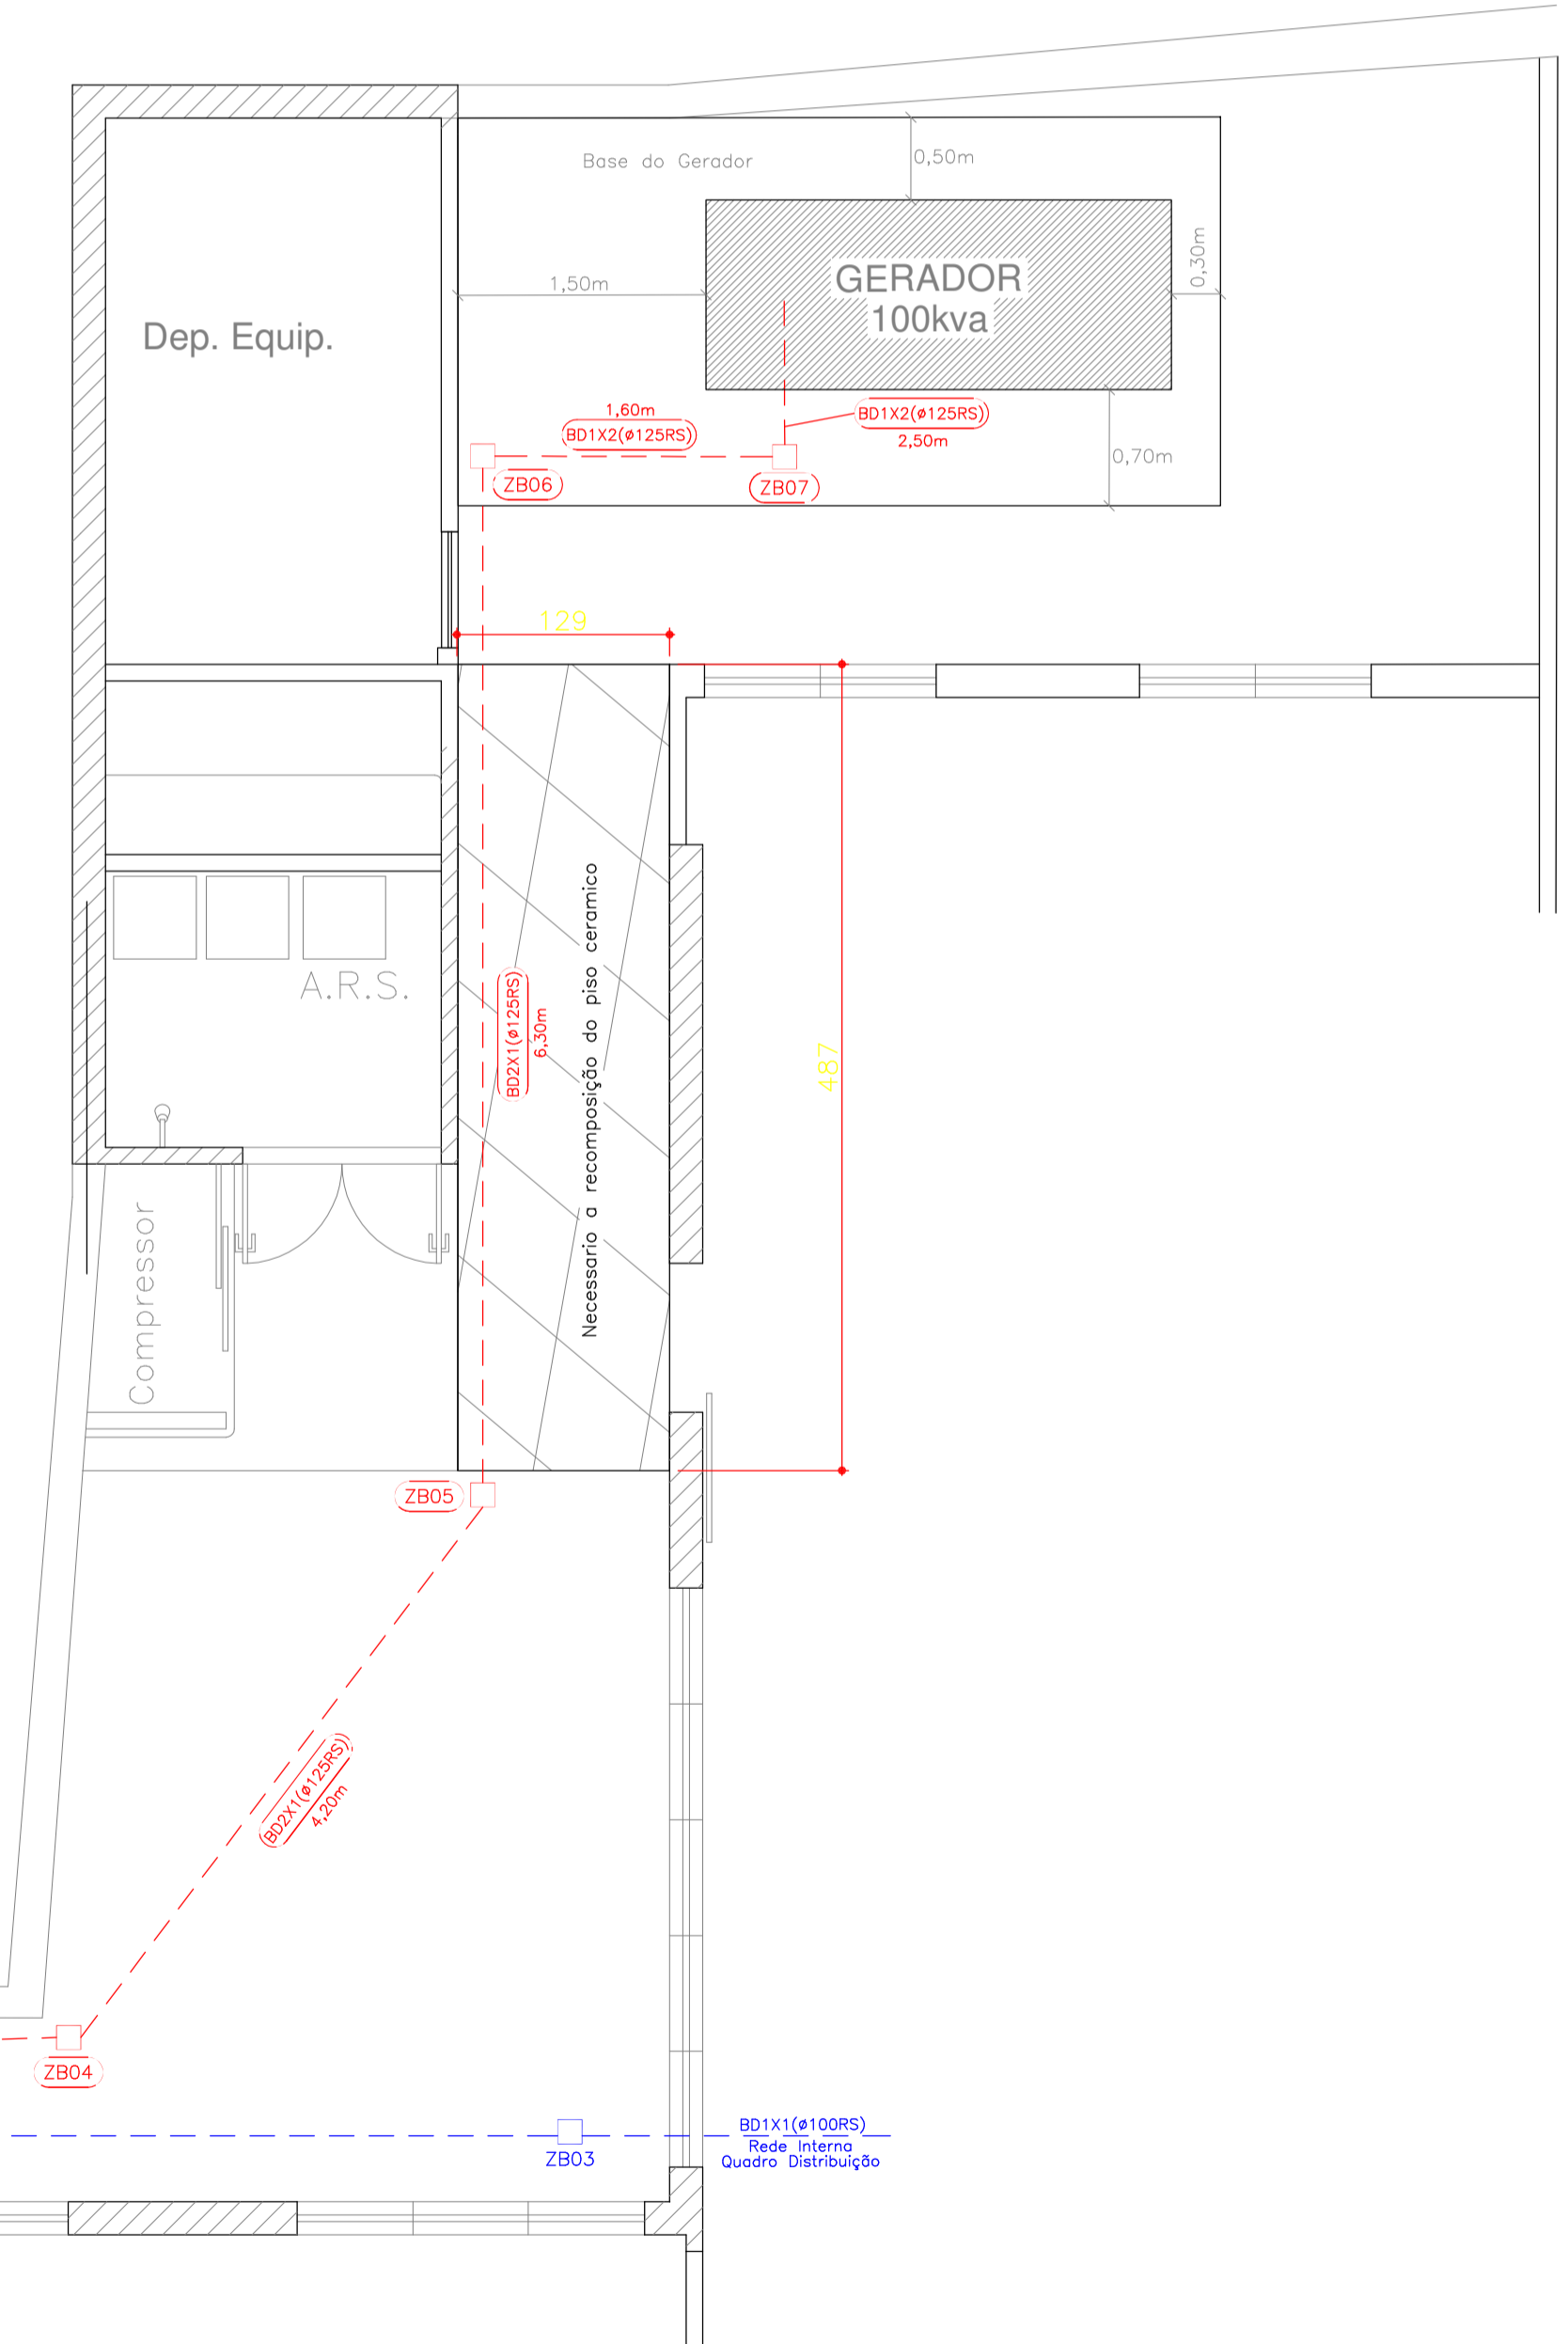 Base do Gerador
0,50m
0,30m
1,50m
GERADOR
100kva
Dep. Equip.
1,60m
BD1X2(ø125RS)
BD1X2(ø125RS)
2,50m
0,70m
ZB06
ZB07
129
487
Necessario a recomposição do piso ceramico
BD2X1(ø125RS)
6,30m
A.R.S.
Compressor
ZB05
(BD2X1(ø125RS))
4,20m
ZB04
BD1X1(ø100RS)
Rede Interna
Quadro Distribuição
ZB03